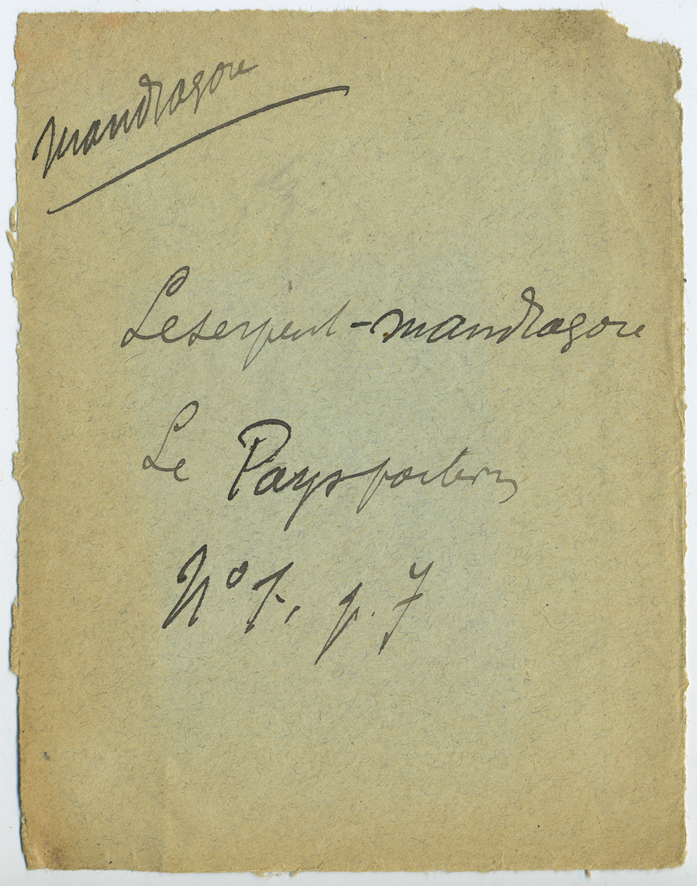 mandragore
Le serpent-mandragore
Le Pays poitevin
N° 1, p. 7